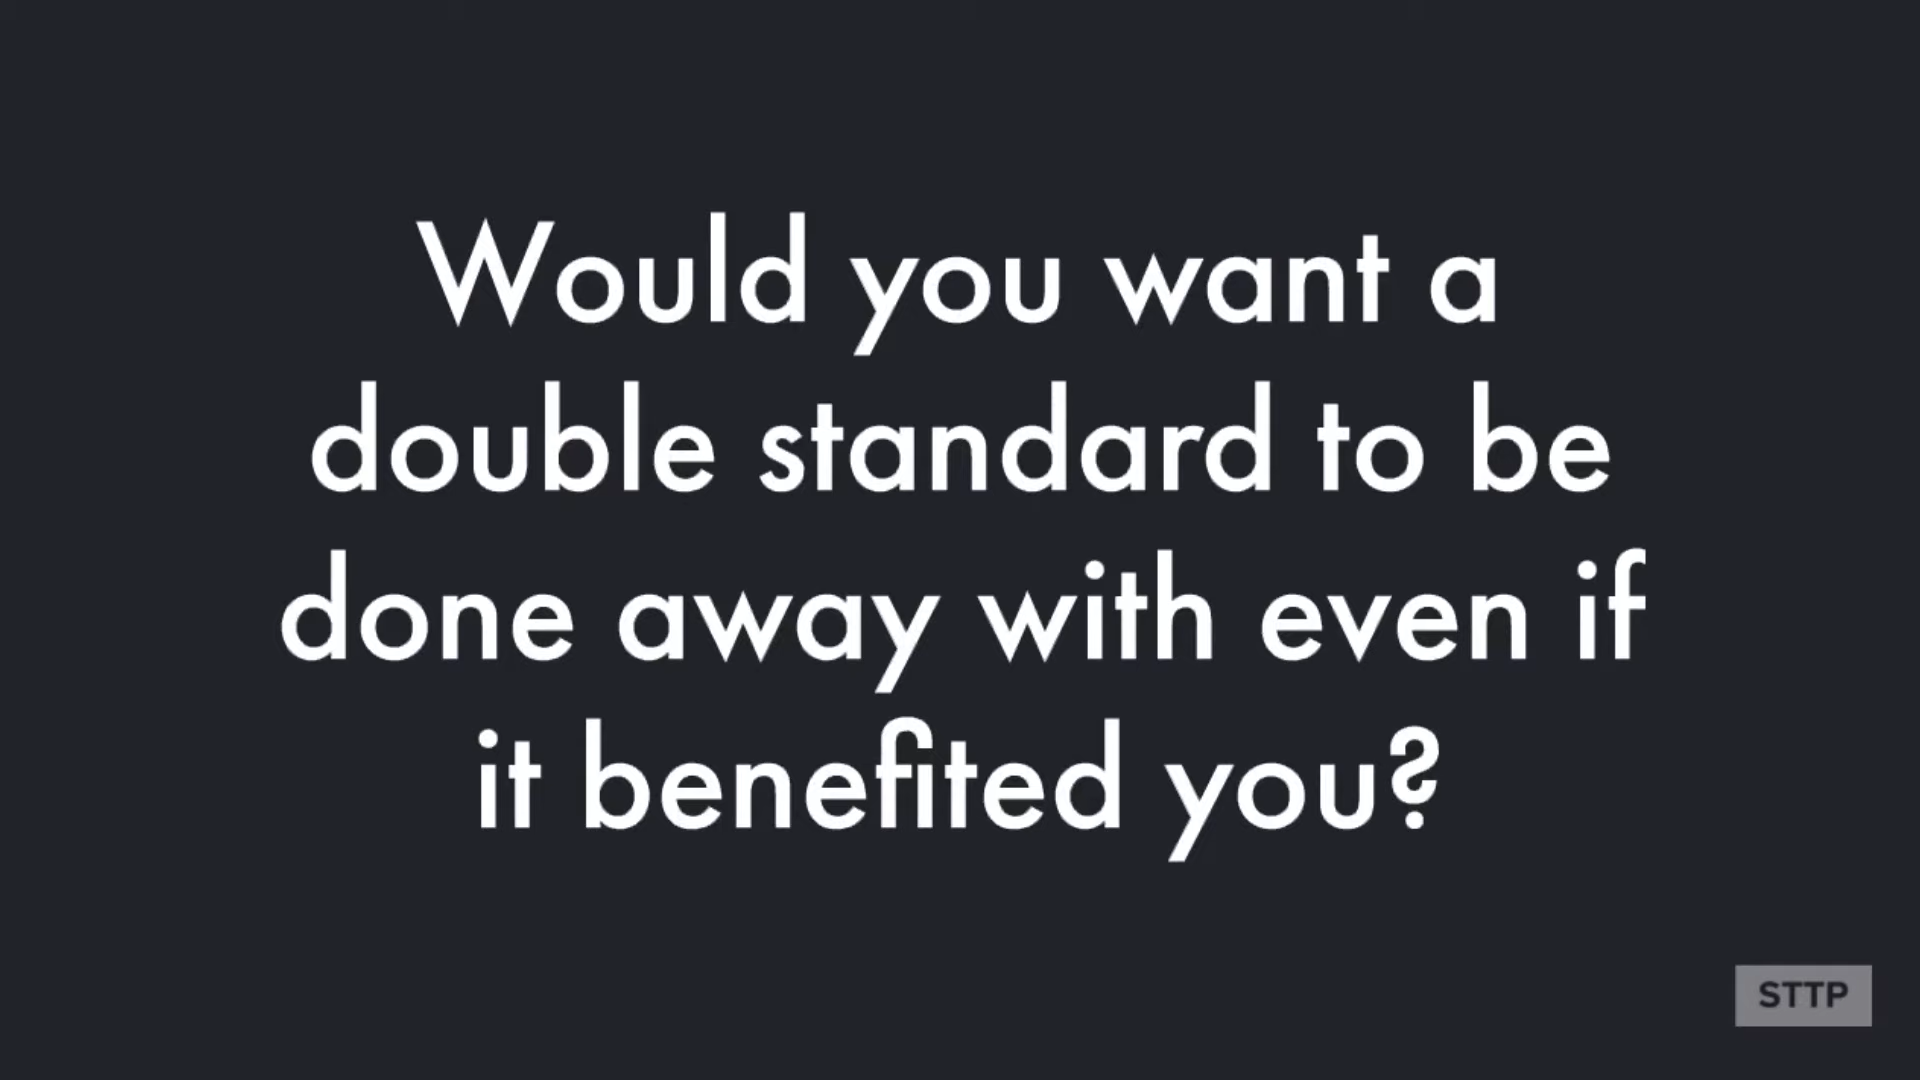 Would you want a
double standard to be
done away with even if
it benefited you?
STTP